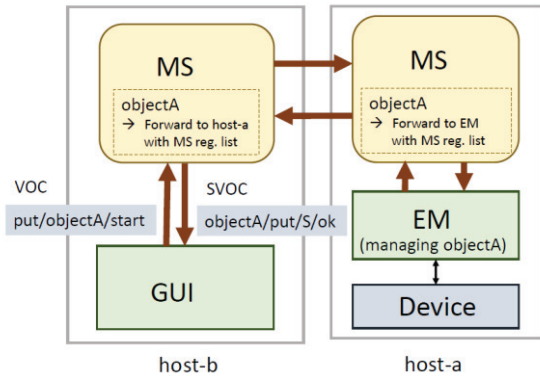 MS
objectA
→ Forward to host-a
with MS reg. list
MS
objectA
→ Forward to EM
with MS reg. list
VOC
put/objectA/start
SVOC
objectA/put/S/ok
GUI
EM
(managing objectA)
Device
host-b
host-a